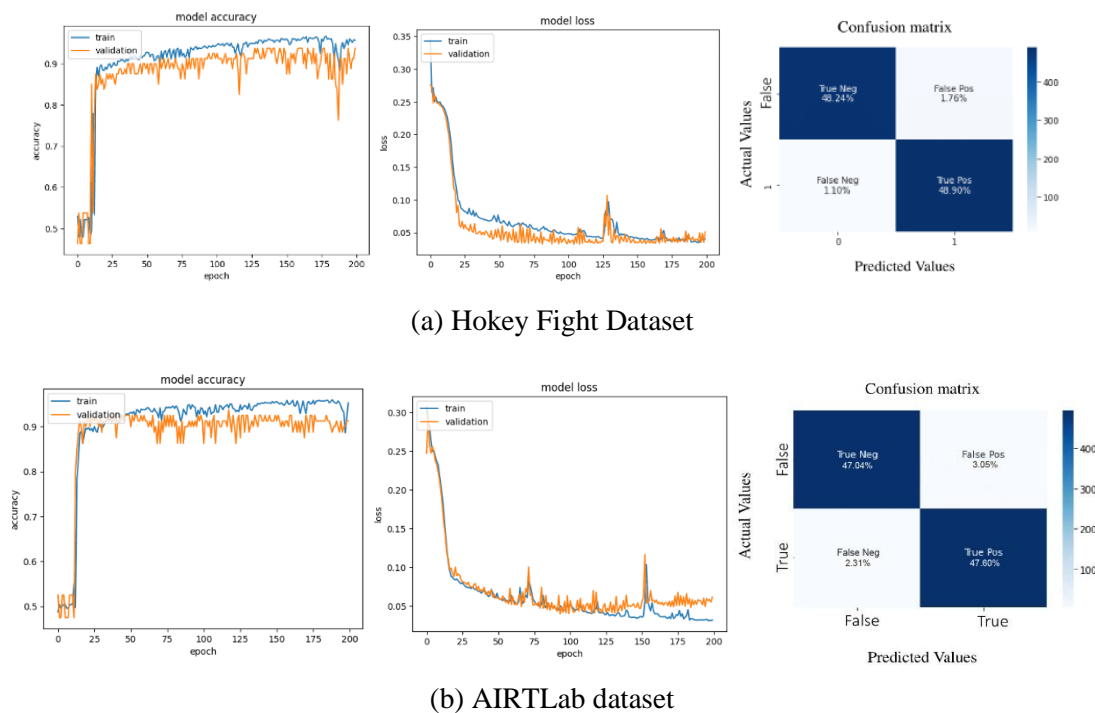 model accuracy
train
validation
0.9
0.8
0.7
0.6
0.5
accuracy
0 25 50 75 100 125 150 175 200
epoch
model loss
train
validation
0.35
0.30
0.25
0.20
0.15
0.10
0.05
loss
0 25 50 75 100 125 150 175 200
epoch
Confusion matrix
Actual Values
False
1
True Neg
48.24%
False Pos
1.76%
False Neg
1.10%
True Pos
48.90%
0 1
Predicted Values
400
300
200
100
(a) Hokey Fight Dataset
model accuracy
train
validation
0.9
0.8
0.7
0.6
0.5
accuracy
0 25 50 75 100 125 150 175 200
epoch
model loss
train
validation
0.30
0.25
0.20
0.15
0.10
0.05
loss
0 25 50 75 100 125 150 175 200
epoch
Confusion matrix
Actual Values
False
True
True Neg
47.04%
False Pos
3.05%
False Neg
2.31%
True Pos
47.60%
False True
Predicted Values
400
300
200
100
(b) AIRTLab dataset